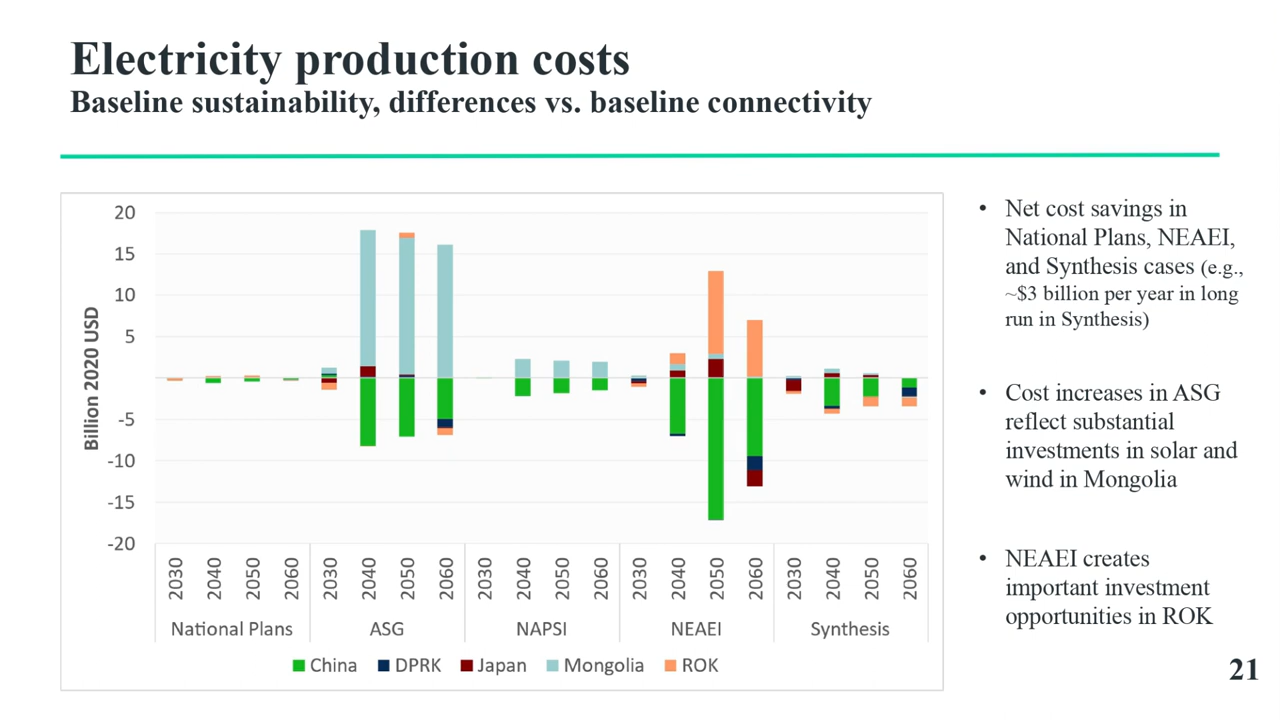 Electricity production costs
Baseline sustainability, differences vs. baseline connectivity
20
15
10
5
-5
-10
-15
-20
Billion 2020 USD
2030 2040 2050 2060 2030 2040 2050 2060 2030 2040 2050 2060 2030 2040 2050 2060 2030 2040 2050 2060
National Plans ASG NAPSI NEAEI Synthesis
China DPRK Japan Mongolia ROK
• Net cost savings in
National Plans, NEAEI,
and Synthesis cases (e.g.,
~$3 billion per year in long
run in Synthesis)
• Cost increases in ASG
reflect substantial
investments in solar and
wind in Mongolia
• NEAEI creates
important investment
opportunities in ROK
21